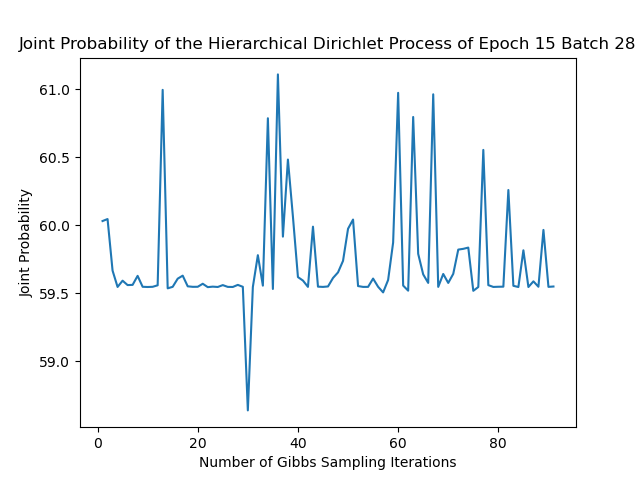 Joint Probability of the Hierarchical Dirichlet Process of Epoch 15 Batch 28
61.0
60.5
60.0
59.5
59.0
Joint Probability
0 20 40 60 80
Number of Gibbs Sampling Iterations